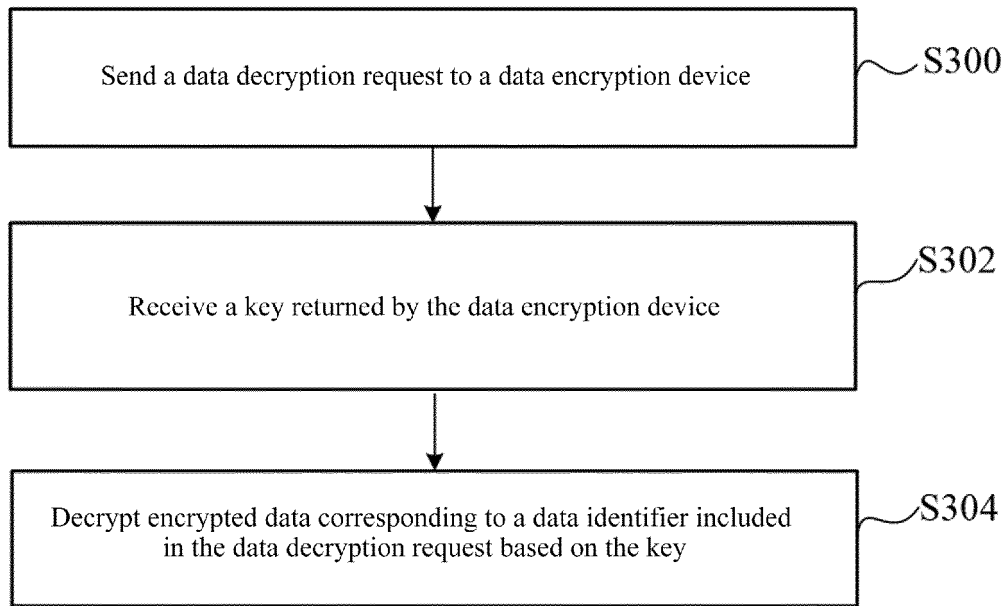 Send a data decryption request to a data encryption device
S300
Receive a key returned by the data encryption device
S302
Decrypt encrypted data corresponding to a data identifier included
in the data decryption request based on the key
S304